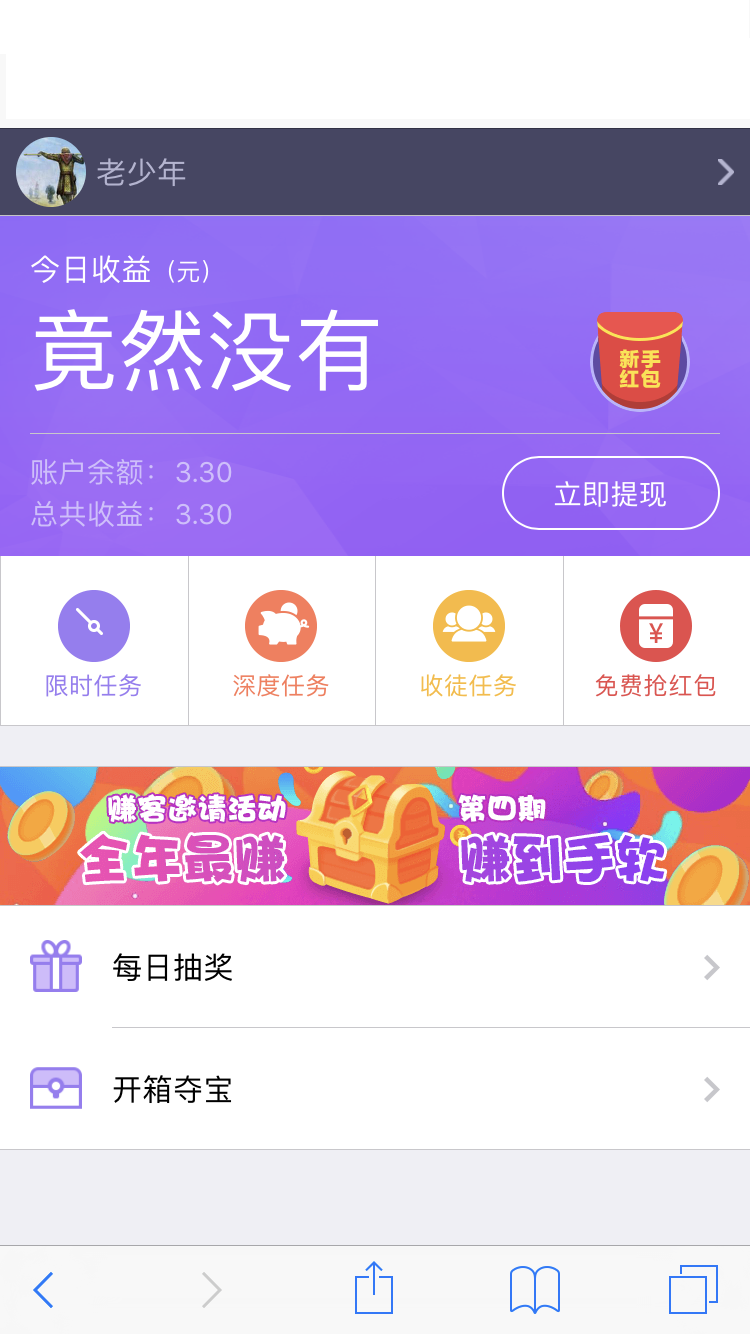 老少年
今日收益（元）
竟然没有
新手
红包
账户余额：3.30
总共收益：3.30
立即提现
限时任务
深度任务
收徒任务
¥
免费抢红包
赚客邀请活动
第四期
全年最赚
赚到手软
每日抽奖
开箱夺宝